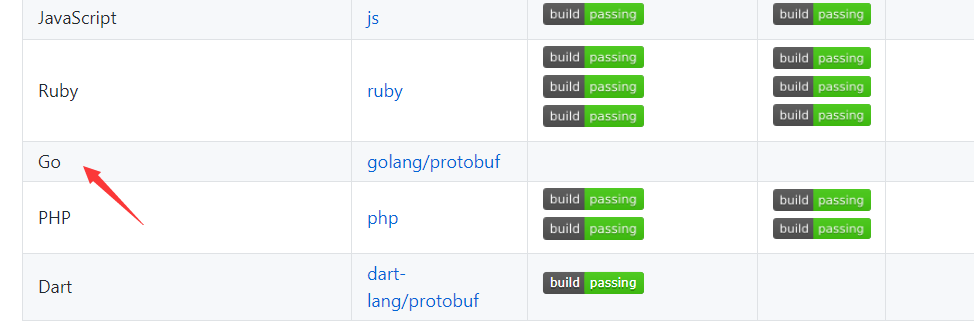 JavaScript js build passing build passing
build passing build passing
Ruby ruby build passing build passing
build passing build passing
Go golang/protobuf
build passing build passing
PHP php
build passing build passing
Dart dart-
lang/protobuf build passing